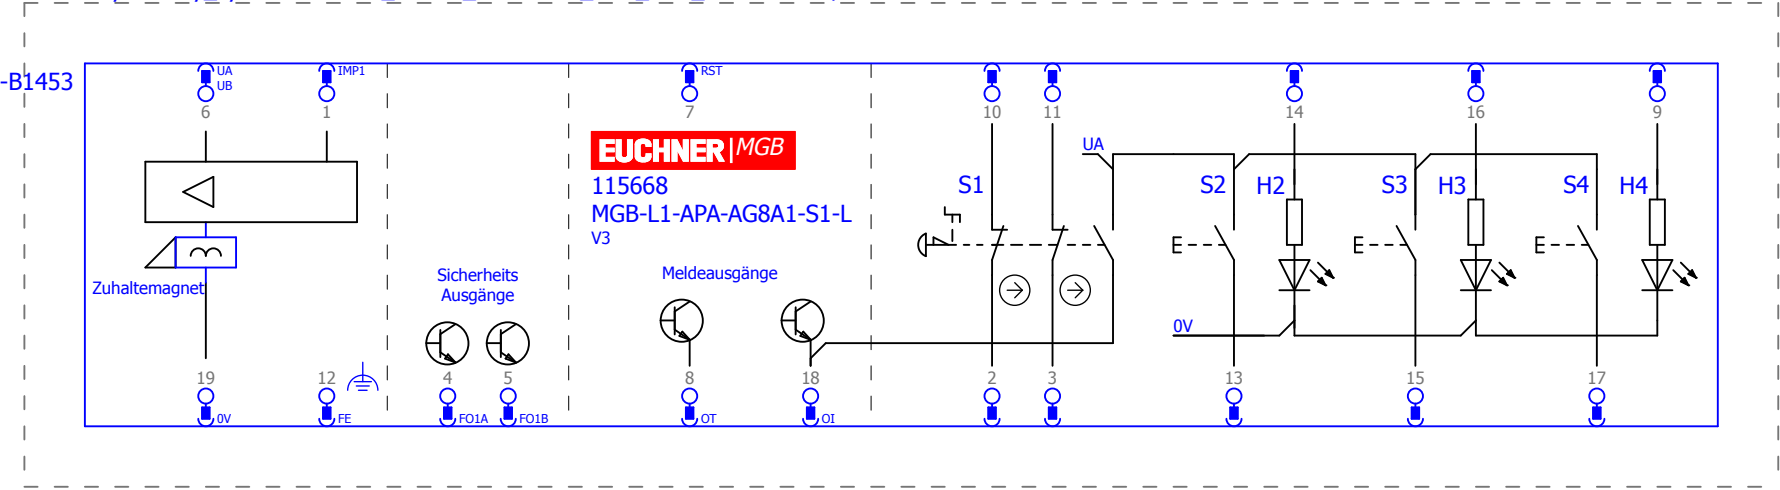 -B1453
UA
UB
IMP1
RST
6
1
7
10
11
14
16
9
EUCHNER|MGB
115668
MGB-L1-APA-AG8A1-S1-L
V3
UA
S1
S2
H2
S3
H3
S4
H4
Zuhaltemagnet
Sicherheits
Ausgänge
Meldeausgänge
0V
19
12
4
5
8
18
2
3
13
15
17
0V
FE
FO1A
FO1B
OT
OI